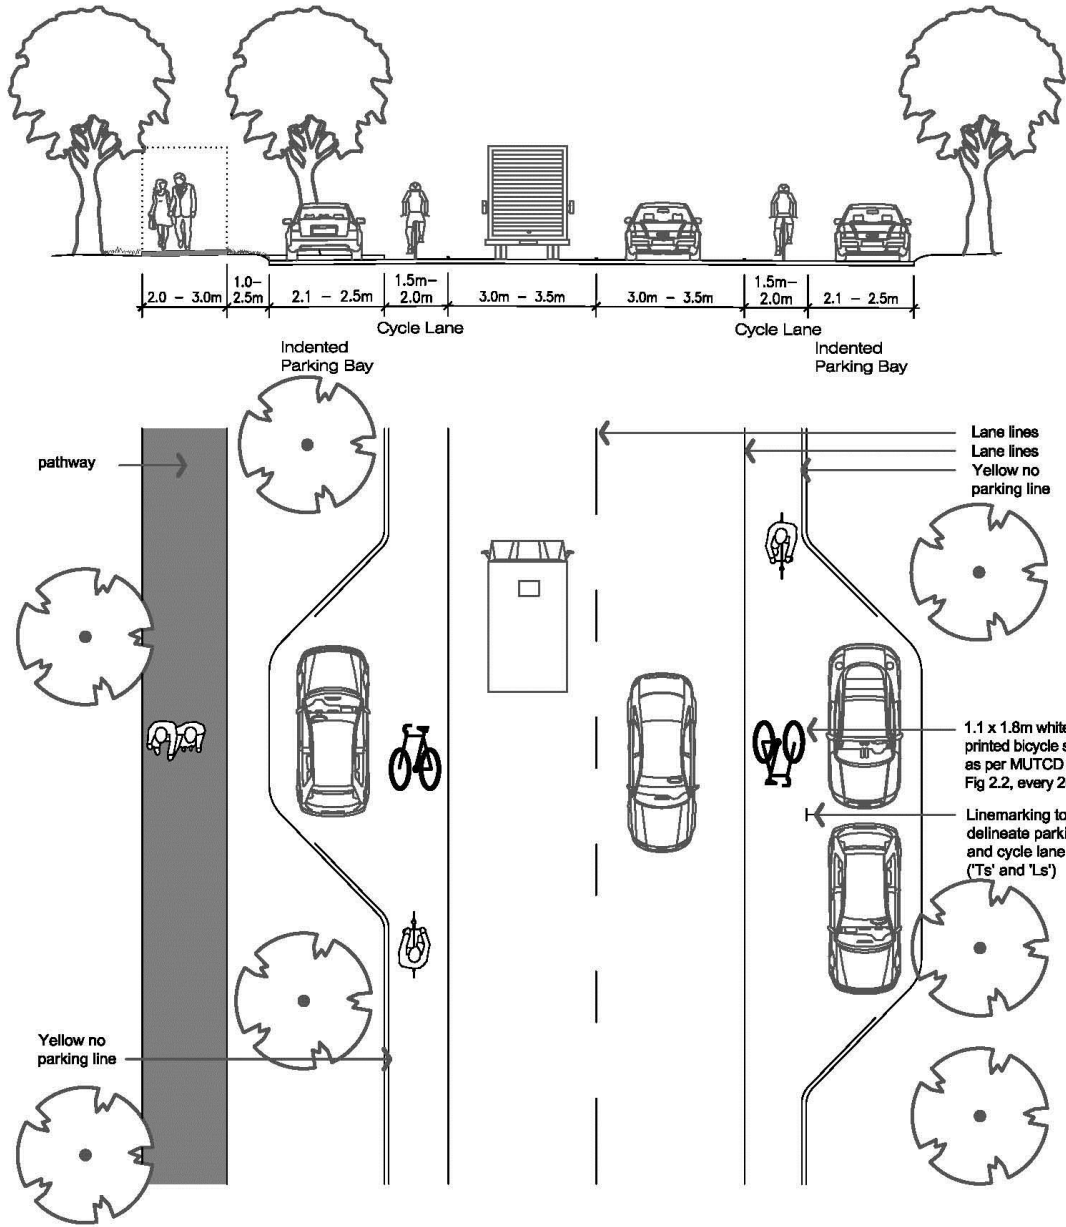 2.0 - 3.0m
1.0-
2.5m
2.1 - 2.5m
1.5m-
2.0m
3.0m - 3.5m
3.0m - 3.5m
1.5m-
2.0m
2.1 - 2.5m
Cycle Lane
Cycle Lane
Indented
Parking Bay
Indented
Parking Bay
pathway
Lane lines
Lane lines
Yellow no
parking line
1.1 x 1.8m white
printed bicycle s
as per MUTCD
Fig 2.2, every 2
Linemarking to
delineate parki
and cycle lane
('Ts' and 'Ls')
Yellow no
parking line